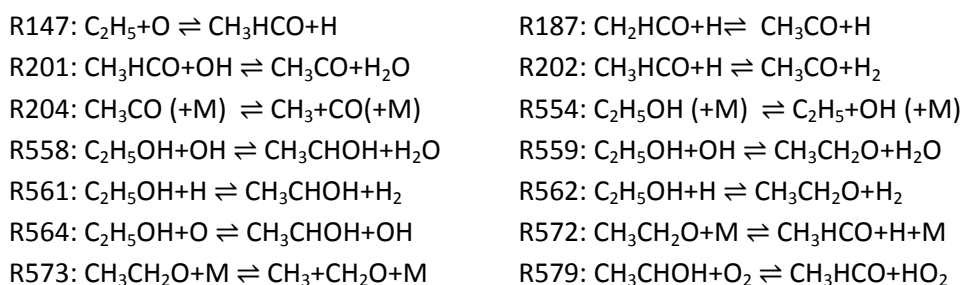 R147: C₂H₅+O ⇌ CH₃HCO+H R187: CH₂HCO+H⇌ CH₃CO+H
R201: CH₃HCO+OH ⇌ CH₃CO+H₂O R202: CH₃HCO+H ⇌ CH₃CO+H₂
R204: CH₃CO (+M) ⇌ CH₃+CO(+M) R554: C₂H₅OH (+M) ⇌ C₂H₅+OH (+M)
R558: C₂H₅OH+OH ⇌ CH₃CHOH+H₂O R559: C₂H₅OH+OH ⇌ CH₃CH₂O+H₂O
R561: C₂H₅OH+H ⇌ CH₃CHOH+H₂ R562: C₂H₅OH+H ⇌ CH₃CH₂O+H₂
R564: C₂H₅OH+O ⇌ CH₃CHOH+OH R572: CH₃CH₂O+M ⇌ CH₃HCO+H+M
R573: CH₃CH₂O+M ⇌ CH₃+CH₂O+M R579: CH₃CHOH+O₂ ⇌ CH₃HCO+HO₂